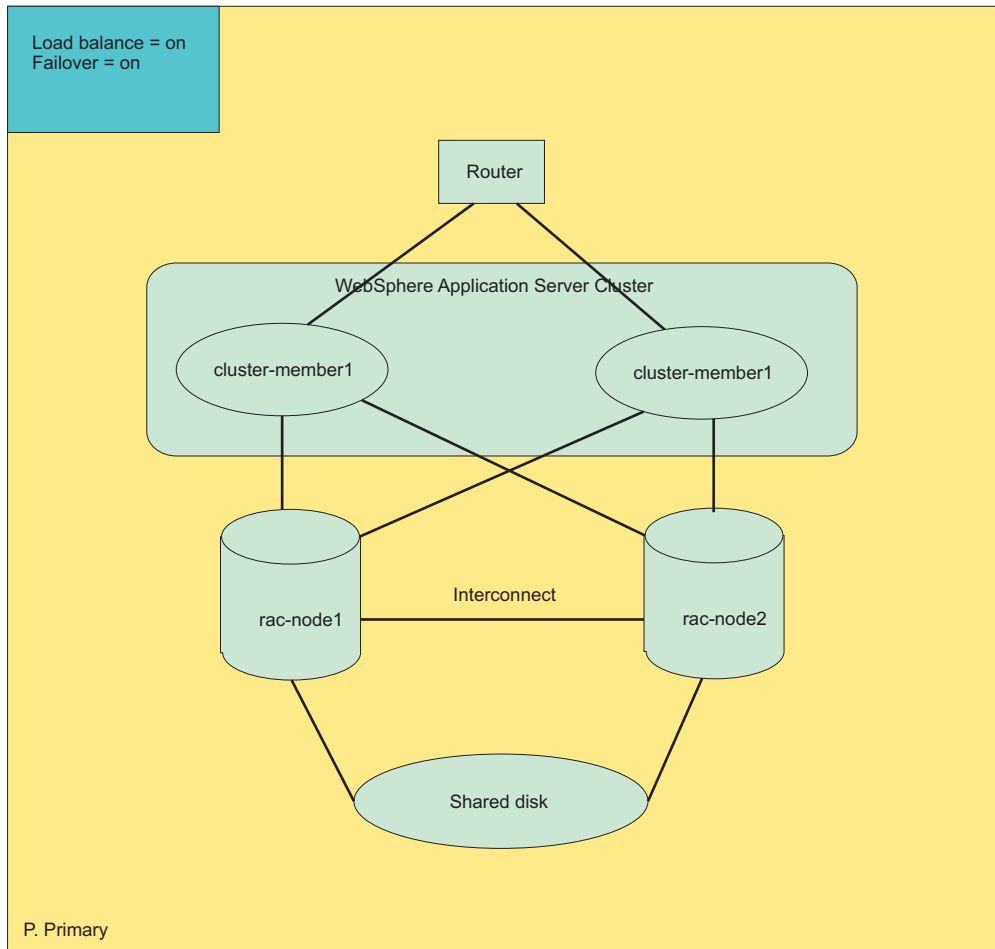 Load balance = on
Failover = on
Router
WebSphere Application Server Cluster
cluster-member1
cluster-member1
Interconnect
rac-node1
rac-node2
Shared disk
P. Primary